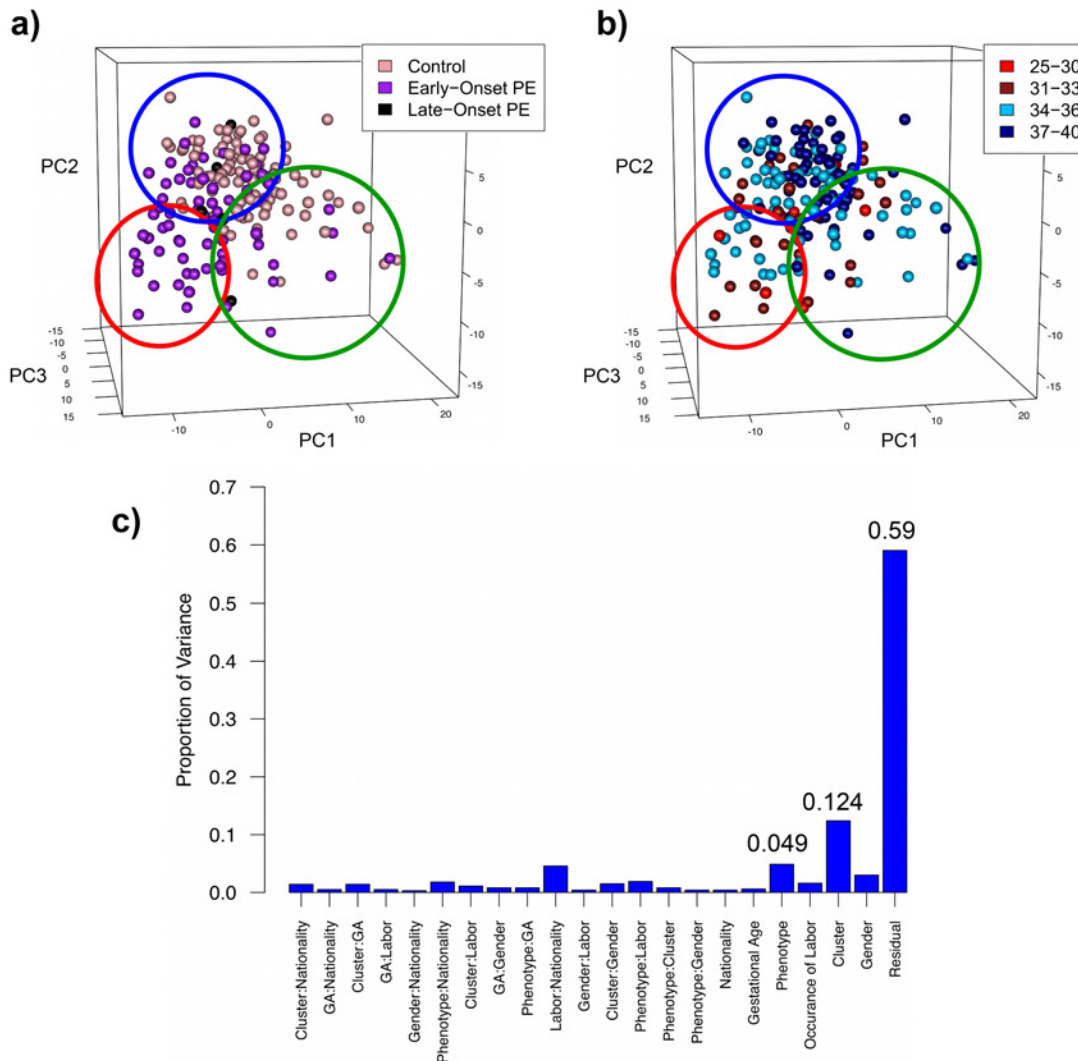 a)
Control
Early-Onset PE
Late-Onset PE
PC2
5
0
-5
-10
-15
-15
-10
-5
0
5
10
15
PC3
-10
0
10
20
PC1
b)
25-30
31-33
34-36
37-40
PC2
5
0
-5
-10
-15
-15
-10
-5
0
5
10
15
PC3
-10
0
10
20
PC1
c)
Proportion of Variance
0.7
0.6
0.5
0.4
0.3
0.2
0.1
0.0
0.049
0.124
0.59
Cluster:Nationality
GA:Nationality
Cluster:GA
GA:Labor
Gender:Nationality
Phenotype:Nationality
Cluster:Labor
GA:Gender
Phenotype:GA
Labor:Nationality
Gender:Labor
Cluster:Gender
Phenotype:Labor
Phenotype:Cluster
Phenotype:Gender
Nationality
Gestational Age
Phenotype
Occurance of Labor
Cluster
Gender
Residual